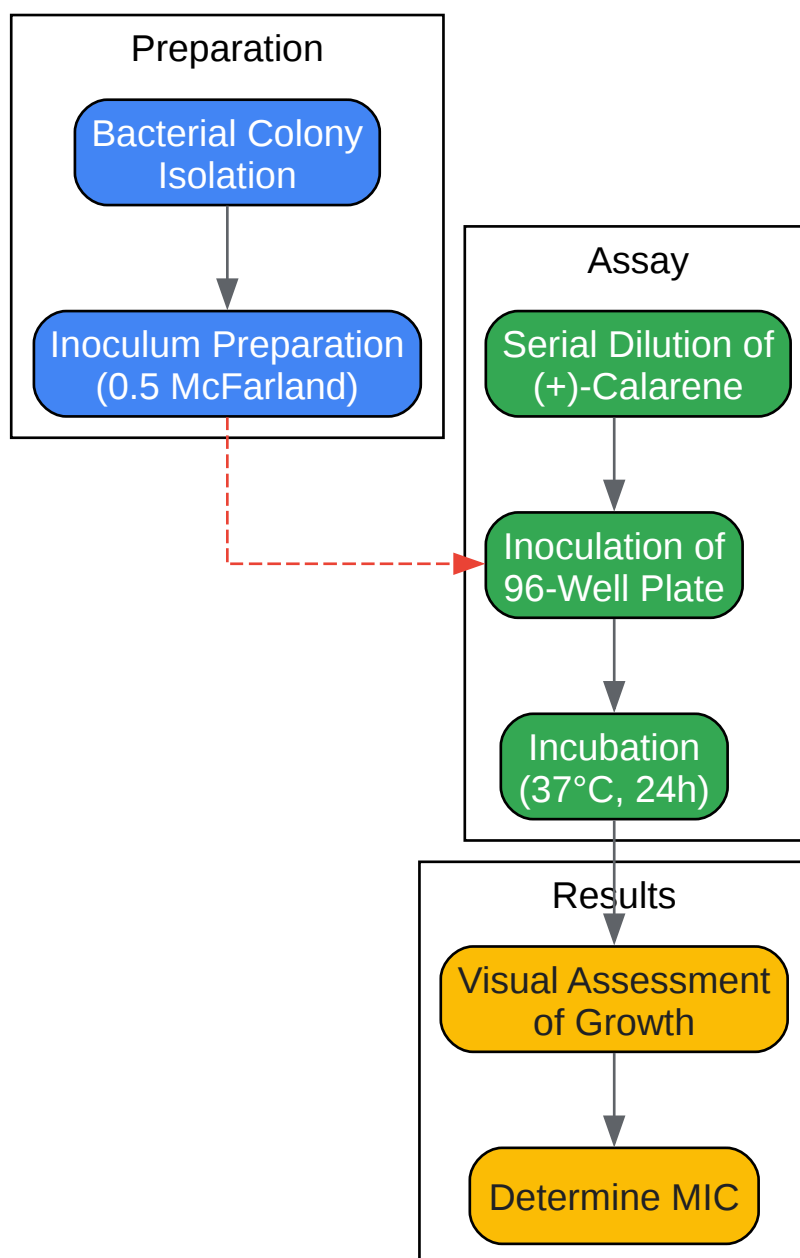 Preparation
Bacterial Colony
Isolation
Inoculum Preparation
(0.5 McFarland)
Assay
Serial Dilution of
(+)-Calarene
Inoculation of
96-Well Plate
Incubation
(37°C, 24h)
Results
Visual Assessment
of Growth
Determine MIC